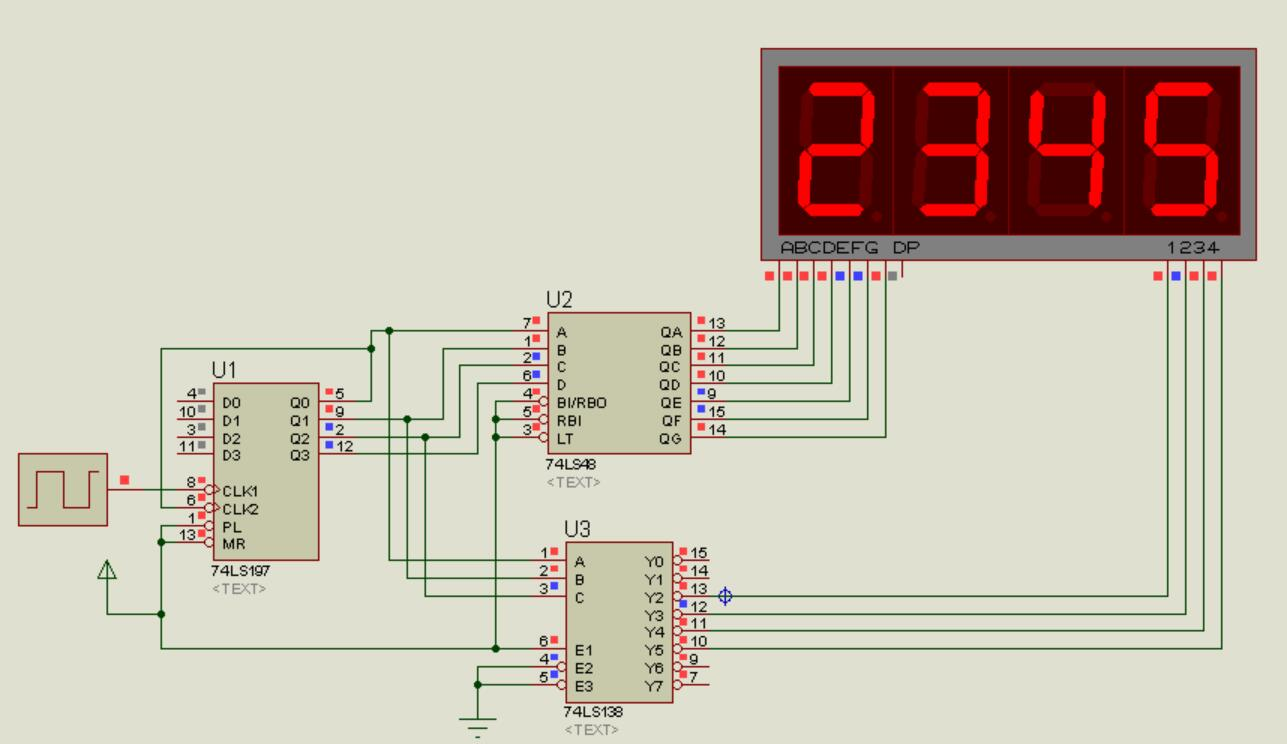 2345
ABCDEFG DP
1234
U2
7 A QA 13
1 B QB 12
2 C QC 11
6 D QD 10
4 BI/RBO QE 9
5 RBI QF 15
3 LT QG 14
74LS48
<TEXT>
U1
4 D0 Q0 5
10 D1 Q1 9
3 D2 Q2 2
11 D3 Q3 12
8 CLK1
6 CLK2
1 PL
13 MR
74LS197
<TEXT>
U3
1 A Y0 15
2 B Y1 14
3 C Y2 13
Y3 12
Y4 11
6 E1 Y5 10
4 E2 Y6 9
5 E3 Y7 7
74LS138
<TEXT>